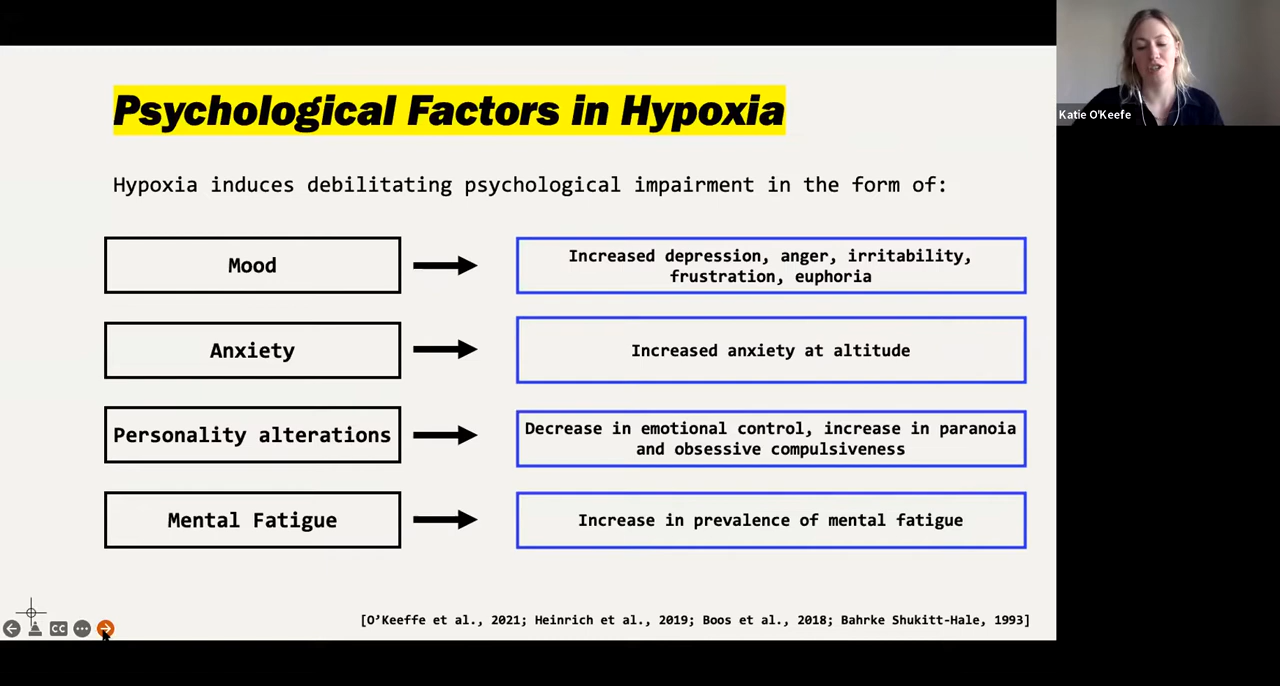 Psychological Factors in Hypoxia
Katie O'Keefe
Hypoxia induces debilitating psychological impairment in the form of:
Mood
Increased depression, anger, irritability,
frustration, euphoria
Anxiety
Increased anxiety at altitude
Personality alterations
Decrease in emotional control, increase in paranoia
and obsessive compulsiveness
Mental Fatigue
Increase in prevalence of mental fatigue
CC
[O’Keeffe et al., 2021; Heinrich et al., 2019; Boos et al., 2018; Bahrke Shukitt-Hale, 1993]